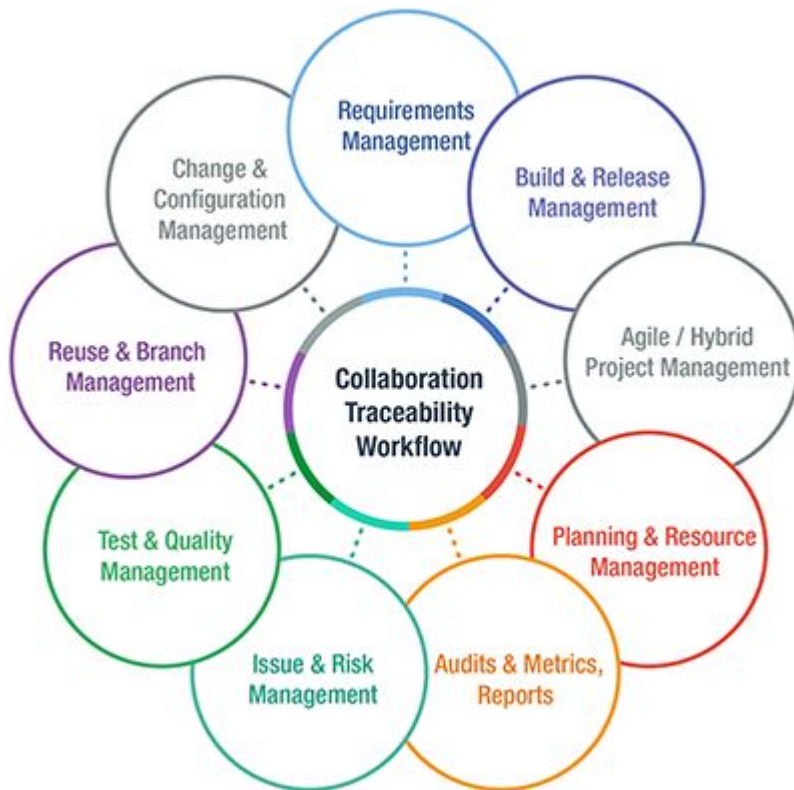 Requirements
Management
Build & Release
Management
Agile / Hybrid
Project Management
Planning & Resource
Management
Audits & Metrics,
Reports
Issue & Risk
Management
Test & Quality
Management
Reuse & Branch
Management
Change &
Configuration
Management
Collaboration
Traceability
Workflow